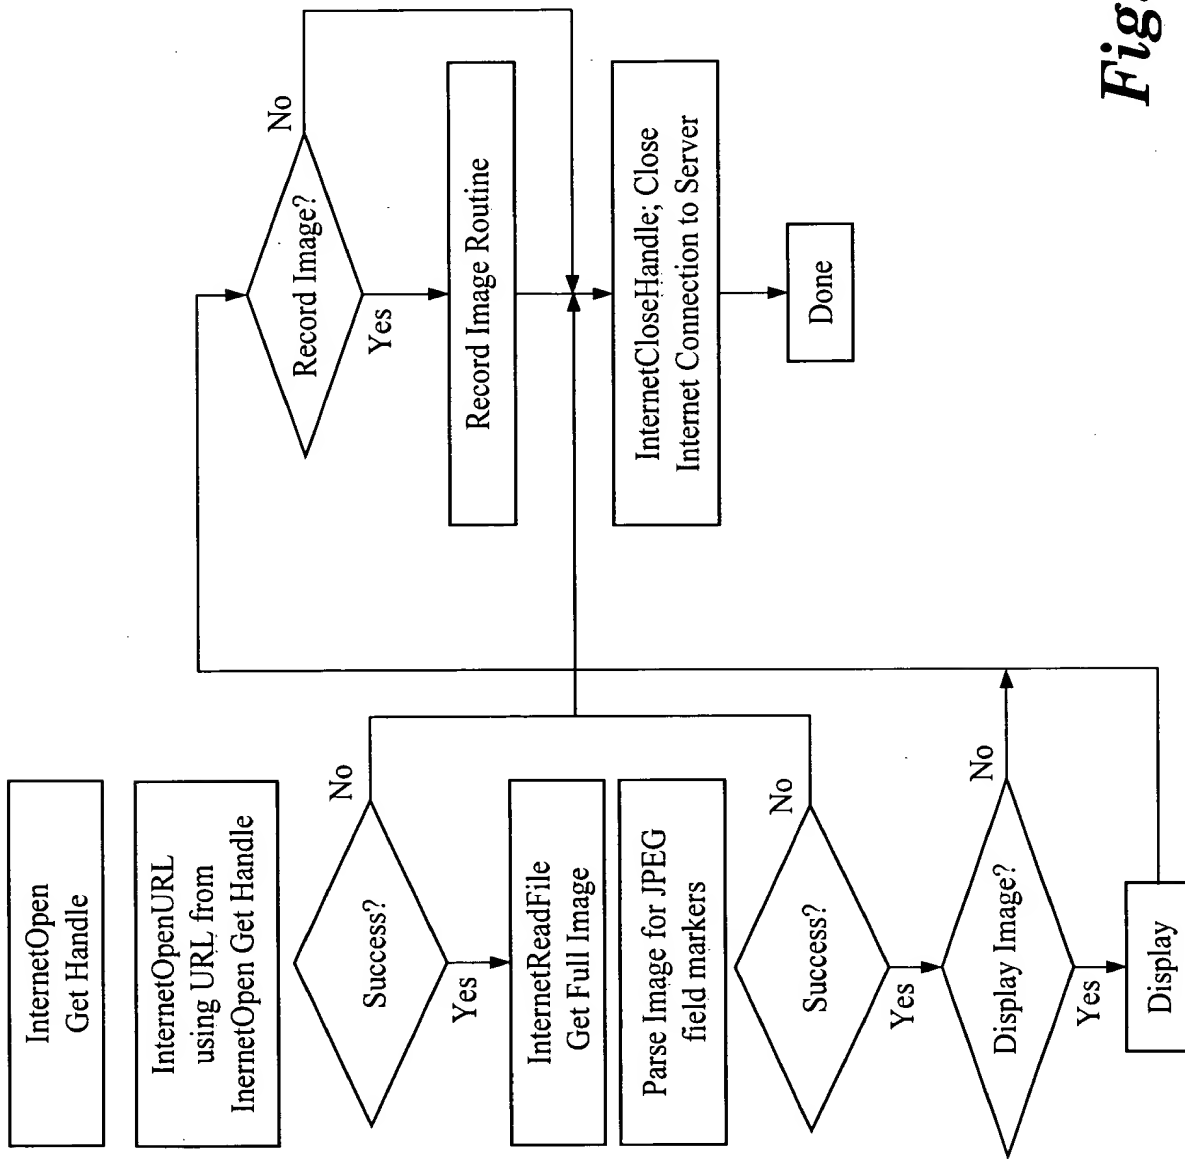 InternetOpen
Get Handle
InternetOpenURL
using URL from
InernetOpen Get Handle
Success?
No
Yes
InternetReadFile
Get Full Image
Parse Image for JPEG
field markers
Success?
No
Yes
Display Image?
No
Yes
Display
Record Image?
No
Yes
Record Image Routine
InternetCloseHandle; Close
Internet Connection to Server
Done